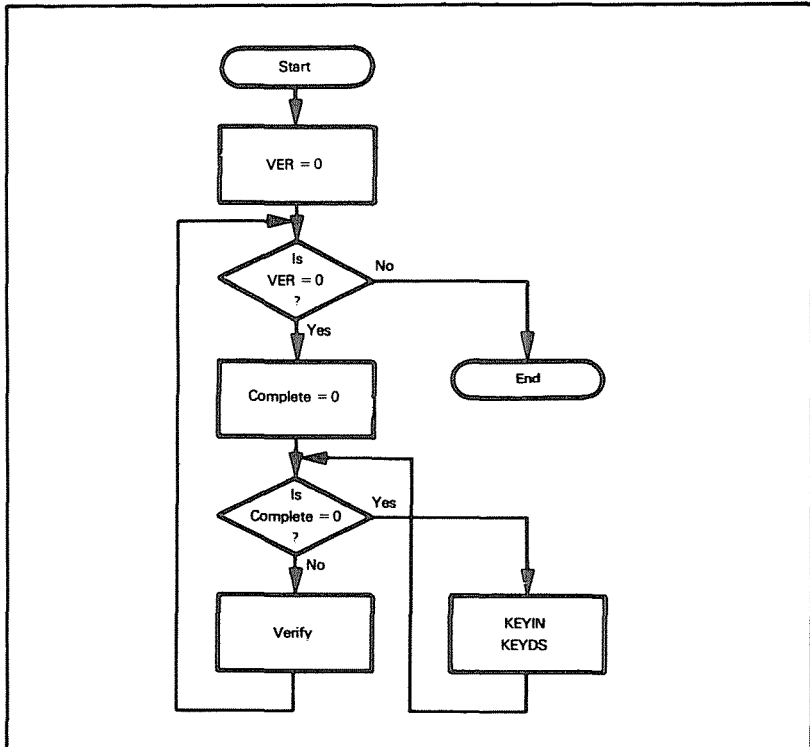 Start
VER = 0
Is
VER = 0
?
No
Yes
End
Complete = 0
Is
Complete = 0
?
Yes
No
Verify
KEYIN
KEYDS